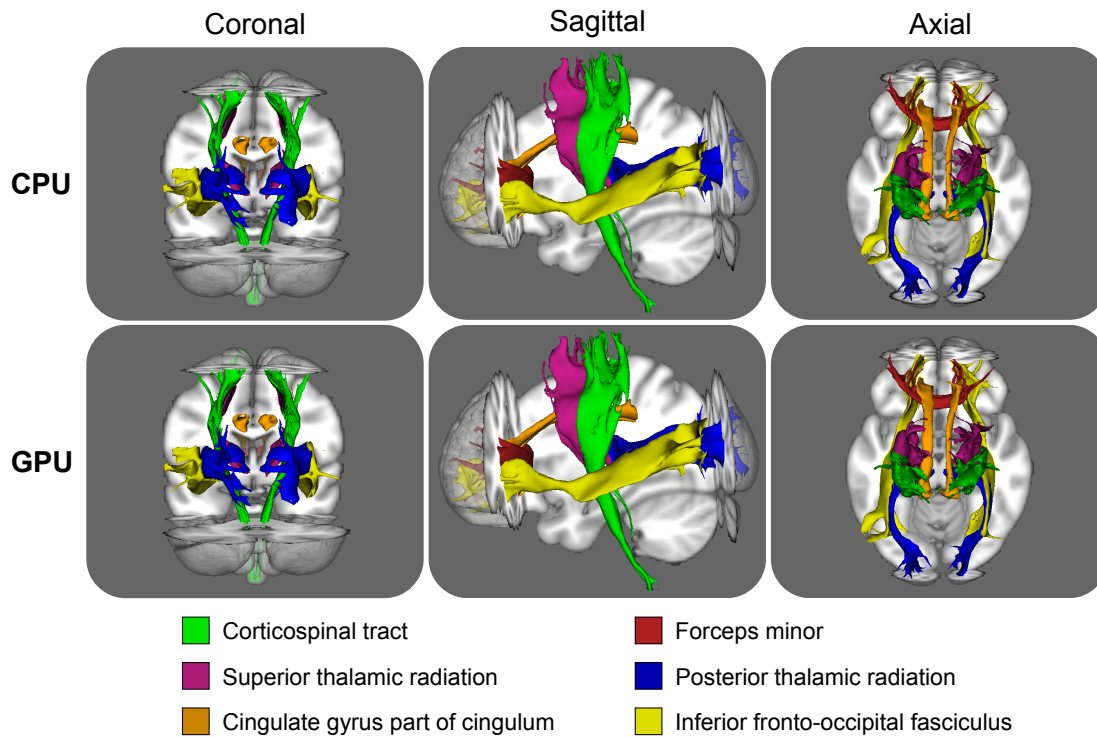 Coronal
Sagittal
Axial
CPU
GPU
Corticospinal tract
Forceps minor
Superior thalamic radiation
Posterior thalamic radiation
Cingulate gyrus part of cingulum
Inferior fronto-occipital fasciculus